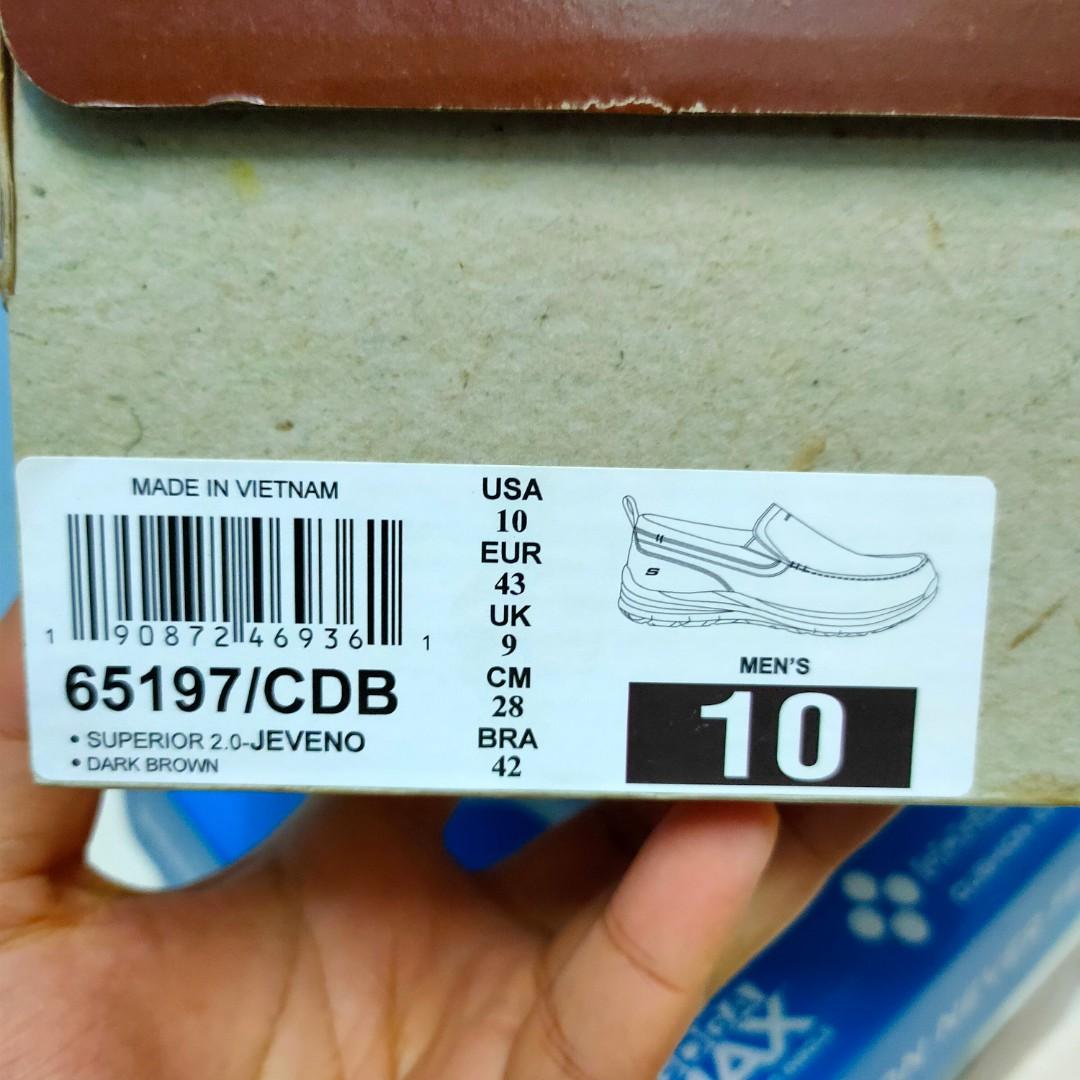 MADE IN VIETNAM
1 90872 46936 1
65197/CDB
• SUPERIOR 2.0-JEVENO
• DARK BROWN
USA
10
EUR
43
UK
9
CM
28
BRA
42
S
MEN'S
10